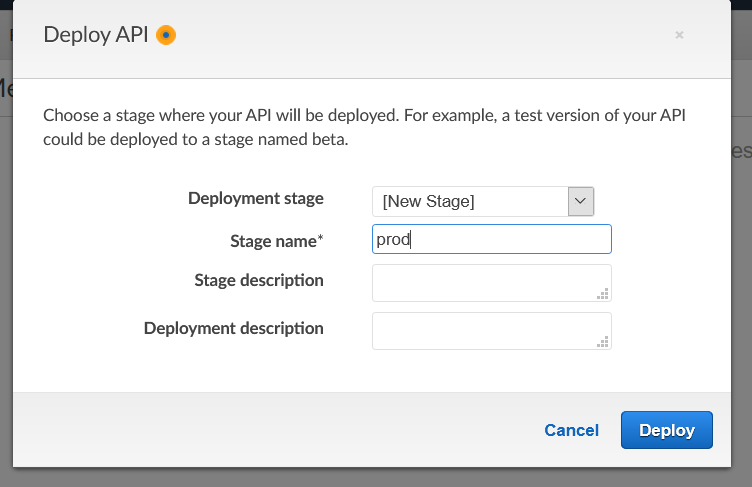 Deploy API
×
Choose a stage where your API will be deployed. For example, a test version of your API
could be deployed to a stage named beta.
Deployment stage [New Stage]
Stage name* prod
Stage description
Deployment description
Cancel Deploy